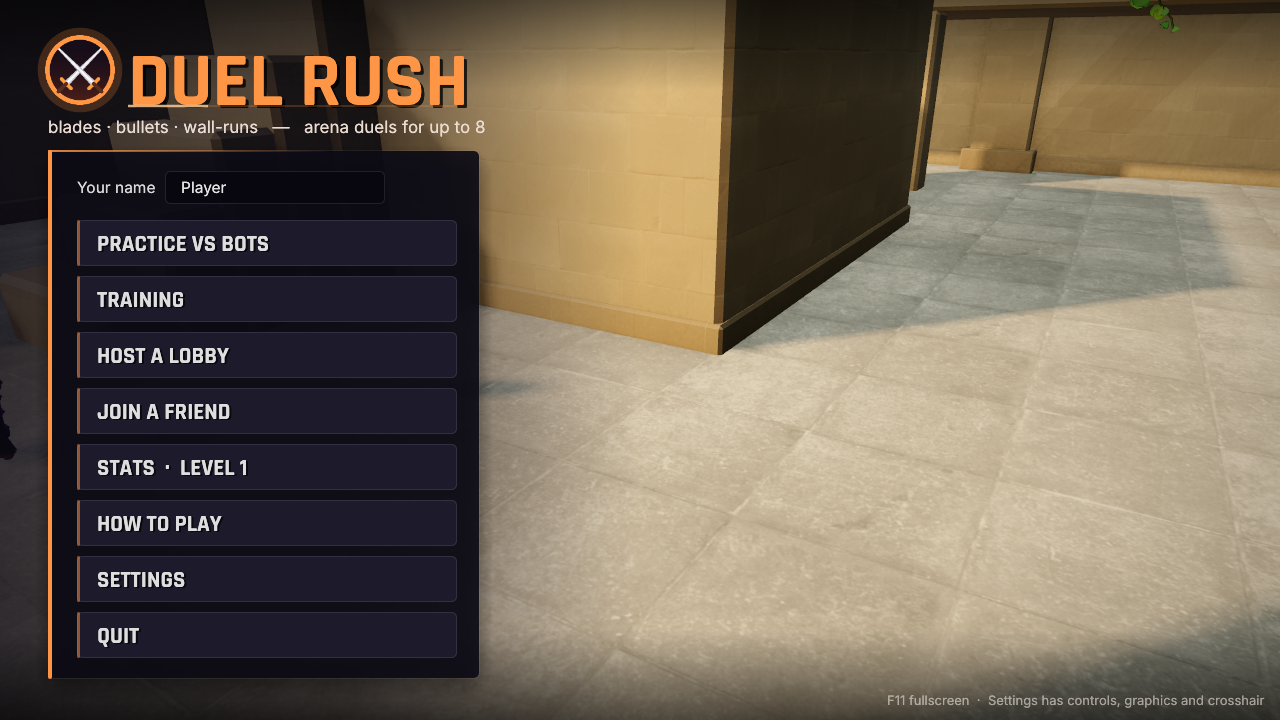 DUEL RUSH
blades · bullets · wall-runs — arena duels for up to 8
Your name Player
PRACTICE VS BOTS
TRAINING
HOST A LOBBY
JOIN A FRIEND
STATS · LEVEL 1
HOW TO PLAY
SETTINGS
QUIT
F11 fullscreen · Settings has controls, graphics and crosshair